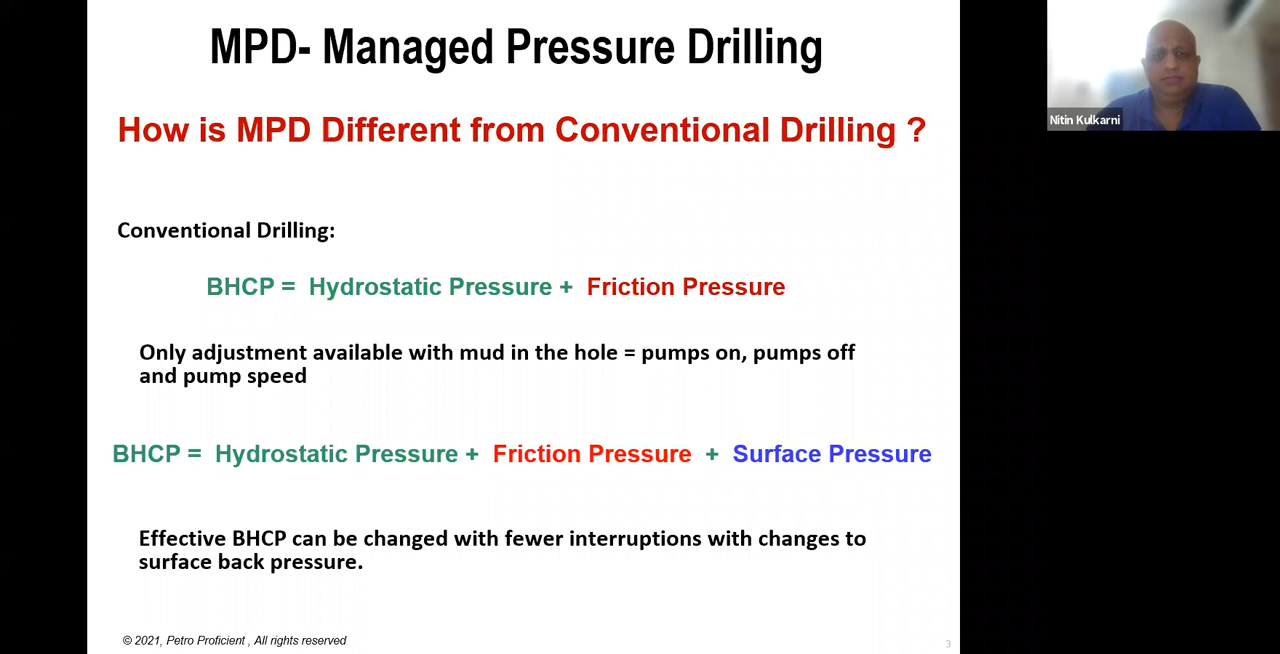 MPD- Managed Pressure Drilling
How is MPD Different from Conventional Drilling ?
Nitin Kulkarni
Conventional Drilling:
BHCP = Hydrostatic Pressure + Friction Pressure
Only adjustment available with mud in the hole = pumps on, pumps off
and pump speed
BHCP = Hydrostatic Pressure + Friction Pressure + Surface Pressure
Effective BHCP can be changed with fewer interruptions with changes to
surface back pressure.
© 2021, Petro Proficient , All rights reserved
3